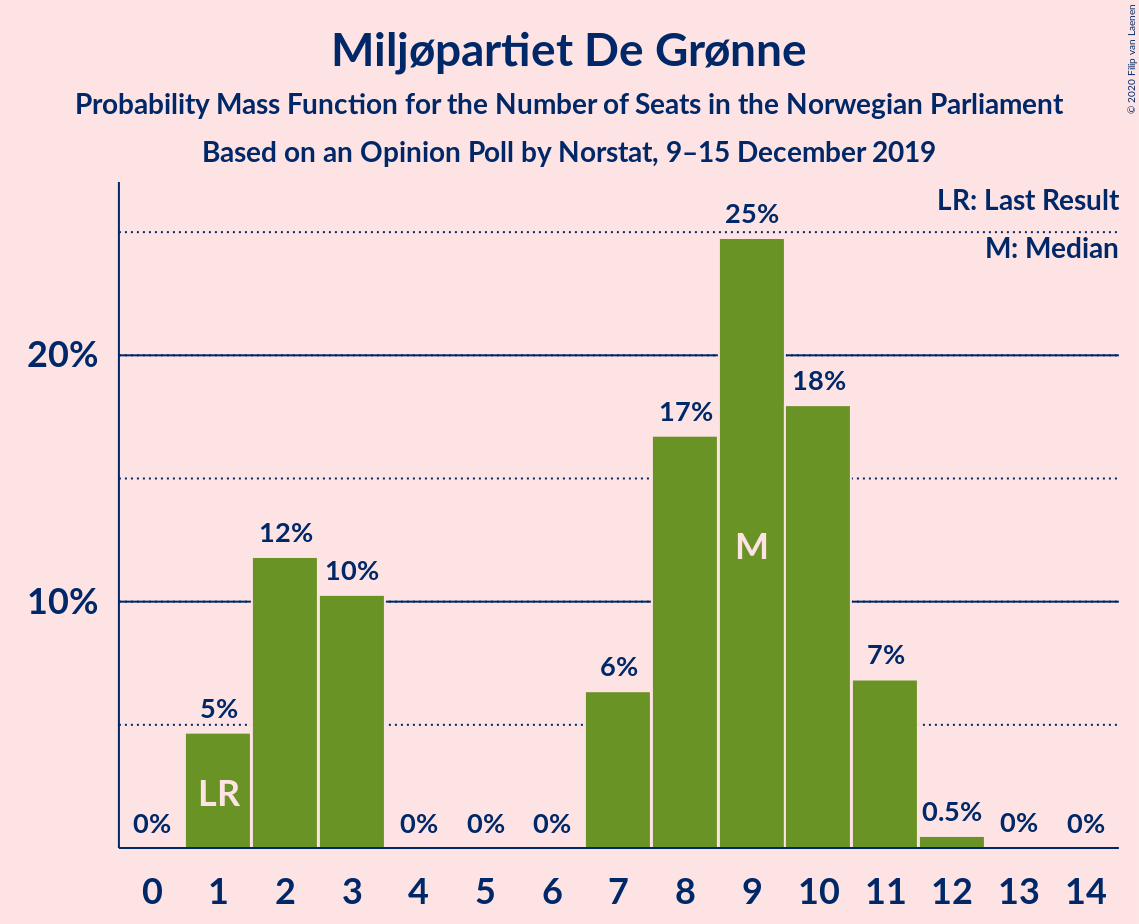 Miljøpartiet De Grønne
Probability Mass Function for the Number of Seats in the Norwegian Parliament
Based on an Opinion Poll by Norstat, 9–15 December 2019
© 2020 Filip van Laenen
LR: Last Result
M: Median
20%
10%
0%
5%
12%
10%
0%
0%
0%
6%
17%
25%
18%
7%
0.5%
0%
0%
LR
M
0 1 2 3 4 5 6 7 8 9 10 11 12 13 14